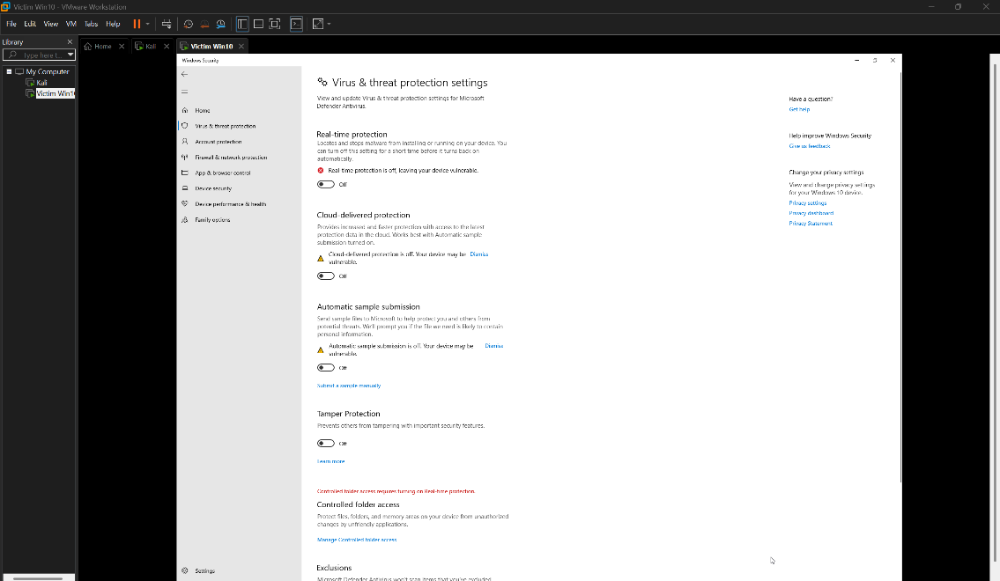 Victim Win10 - VMware Workstation
File Edit View VM Tabs Help
Library
Type here t...
Home
Kali
Victim Win10
My Computer
Kali
Victim Win1
Windows Security
Home
Virus & threat protection
Account protection
Firewall & network protection
App & browser control
Device security
Device performance & health
Family options
Settings
Virus & threat protection settings
View and update Virus & threat protection settings for Microsoft
Defender Antivirus.
Real-time protection
Locates and stops malware from installing or running on your device. You
can turn off this setting for a short time before it turns back on
automatically.
Real-time protection is off, leaving your device vulnerable.
Off
Cloud-delivered protection
Provides increased and faster protection with access to the latest
protection data in the cloud. Works best with Automatic sample
submission turned on.
Cloud-delivered protection is off. Your device may be Dismiss
vulnerable.
Off
Automatic sample submission
Send sample files to Microsoft to help protect you and others from
potential threats. We'll prompt you if the file we need is likely to contain
personal information.
Automatic sample submission is off. Your device may be Dismiss
vulnerable.
Off
Submit a sample manually
Tamper Protection
Prevents others from tampering with important security features.
Off
Learn more
Controlled folder access requires turning on Real-time protection.
Controlled folder access
Protect files, folders, and memory areas on your device from unauthorized
changes by unfriendly applications.
Manage Controlled folder access
Exclusions
Microsoft Defender Antivirus won't scan items that you've excluded.
Have a question?
Get help
Help improve Windows Security
Give us feedback
Change your privacy settings
View and change privacy settings
for your Windows 10 device.
Privacy settings
Privacy dashboard
Privacy Statement